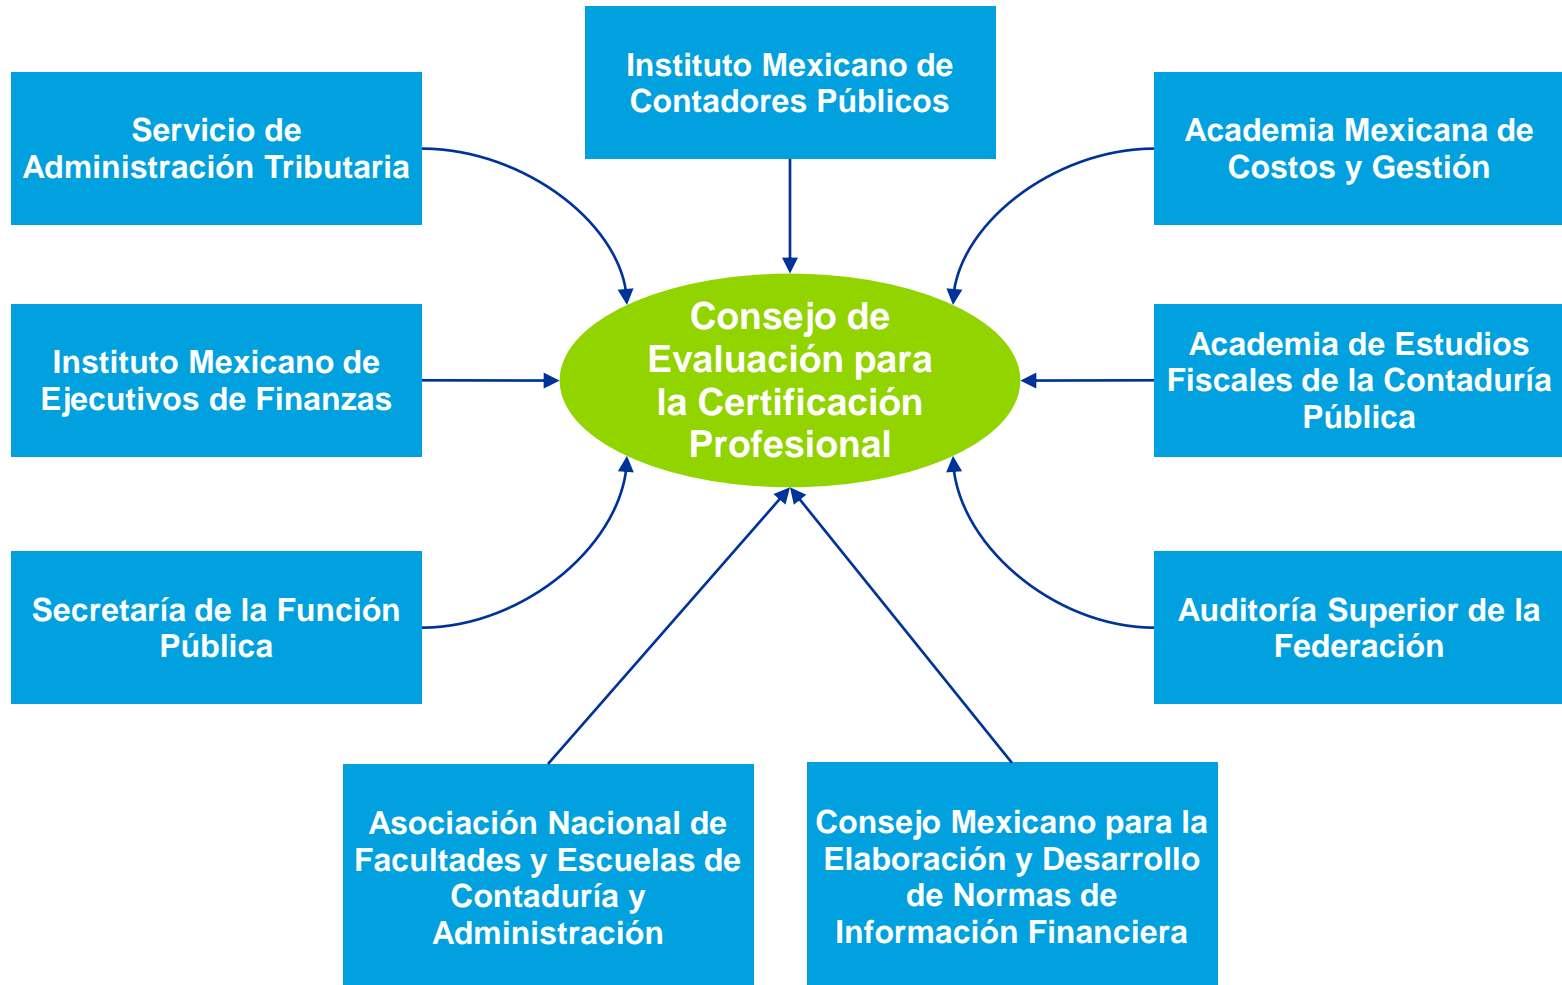 Instituto Mexicano de
Contadores Públicos
Servicio de
Administración Tributaria
Academia Mexicana de
Costos y Gestión
Consejo de
Evaluación para
la Certificación
Profesional
Instituto Mexicano de
Ejecutivos de Finanzas
Academia de Estudios
Fiscales de la Contaduría
Pública
Secretaría de la Función
Pública
Auditoría Superior de la
Federación
Asociación Nacional de
Facultades y Escuelas de
Contaduría y
Administración
Consejo Mexicano para la
Elaboración y Desarrollo
de Normas de
Información Financiera